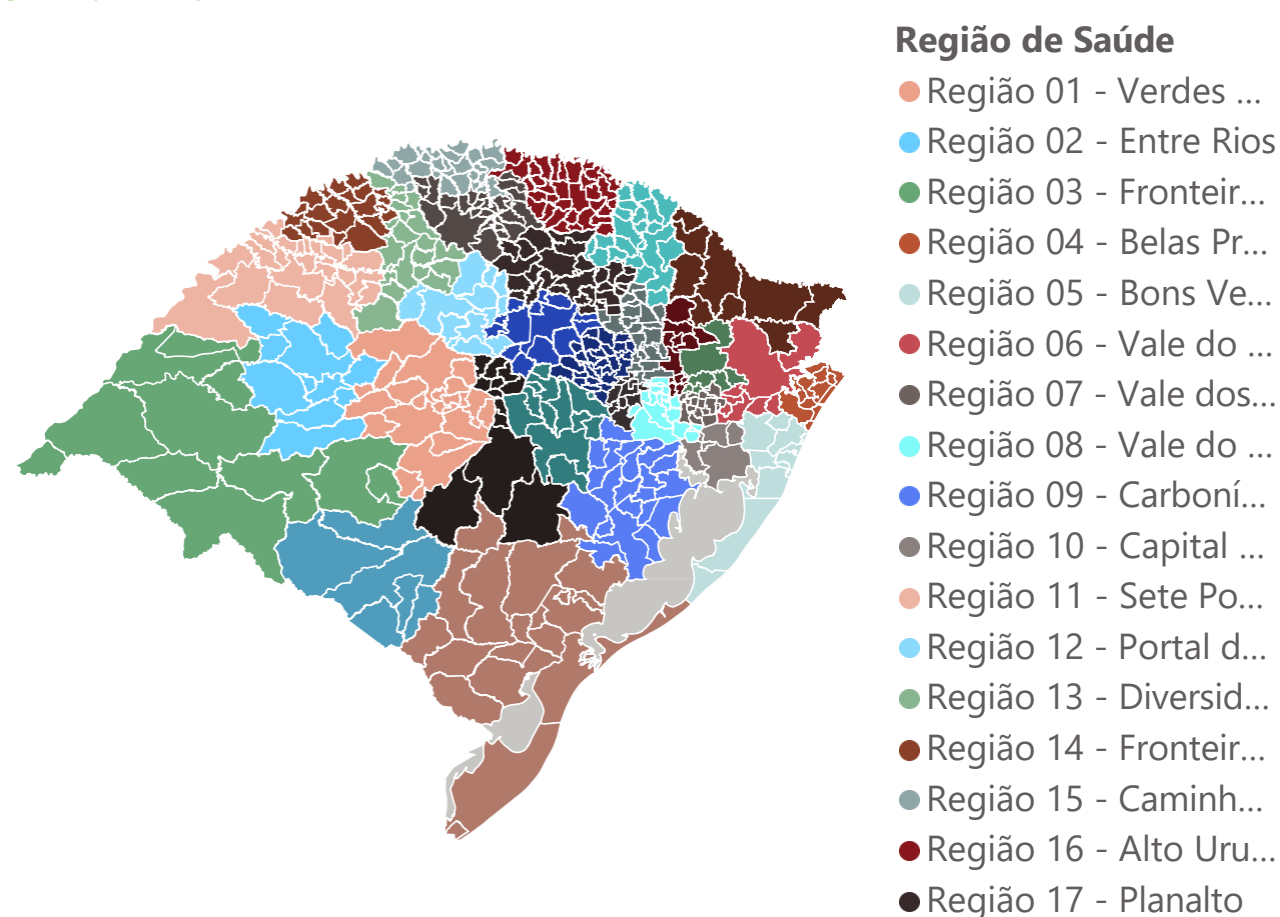 Região de Saúde
Região 01 - Verdes ...
Região 02 - Entre Rios
Região 03 - Fronteir...
Região 04 - Belas Pr...
Região 05 - Bons Ve...
Região 06 - Vale do ...
Região 07 - Vale dos...
Região 08 - Vale do ...
Região 09 - Carboní...
Região 10 - Capital ...
Região 11 - Sete Po...
Região 12 - Portal d...
Região 13 - Diversid...
Região 14 - Fronteir...
Região 15 - Caminh...
Região 16 - Alto Uru...
Região 17 - Planalto